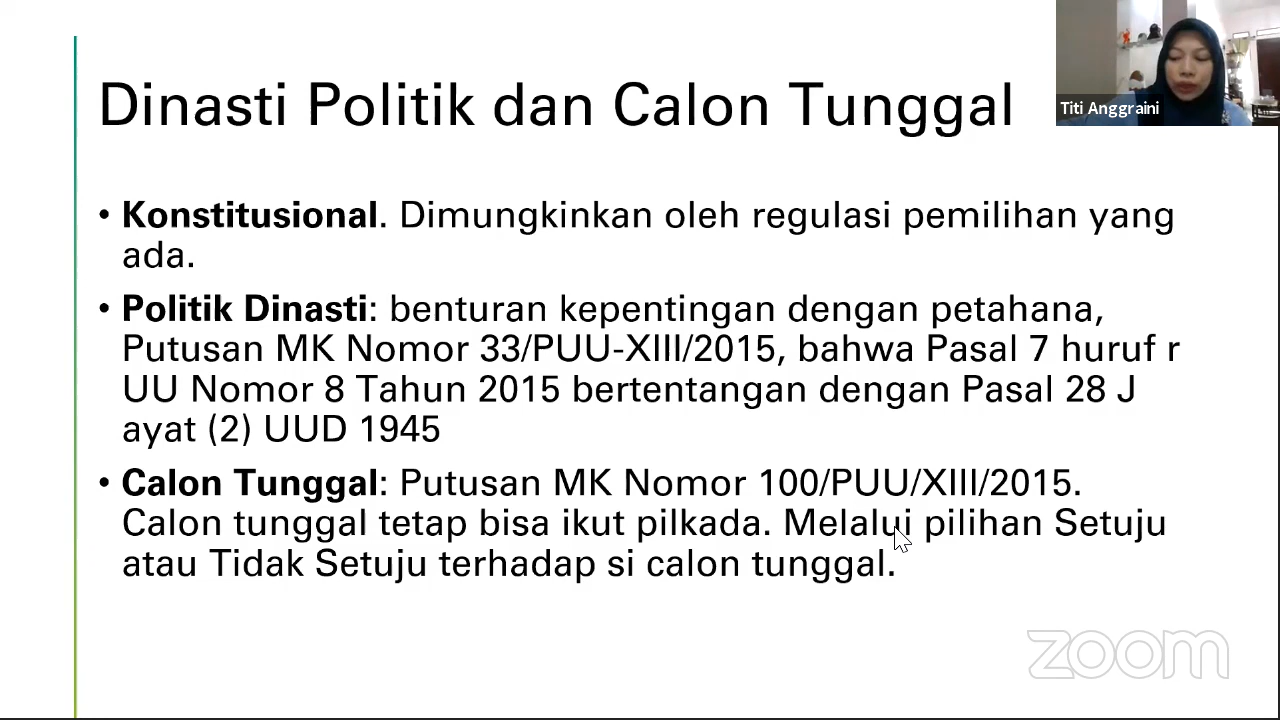 Dinasti Politik dan Calon Tunggal
Titi Anggraini
• Konstitusional. Dimungkinkan oleh regulasi pemilihan yang
ada.
• Politik Dinasti: benturan kepentingan dengan petahana,
Putusan MK Nomor 33/PUU-XIII/2015, bahwa Pasal 7 huruf r
UU Nomor 8 Tahun 2015 bertentangan dengan Pasal 28 J
ayat (2) UUD 1945
• Calon Tunggal: Putusan MK Nomor 100/PUU/XIII/2015.
Calon tunggal tetap bisa ikut pilkada. Melalui pilihan Setuju
atau Tidak Setuju terhadap si calon tunggal.
zoom